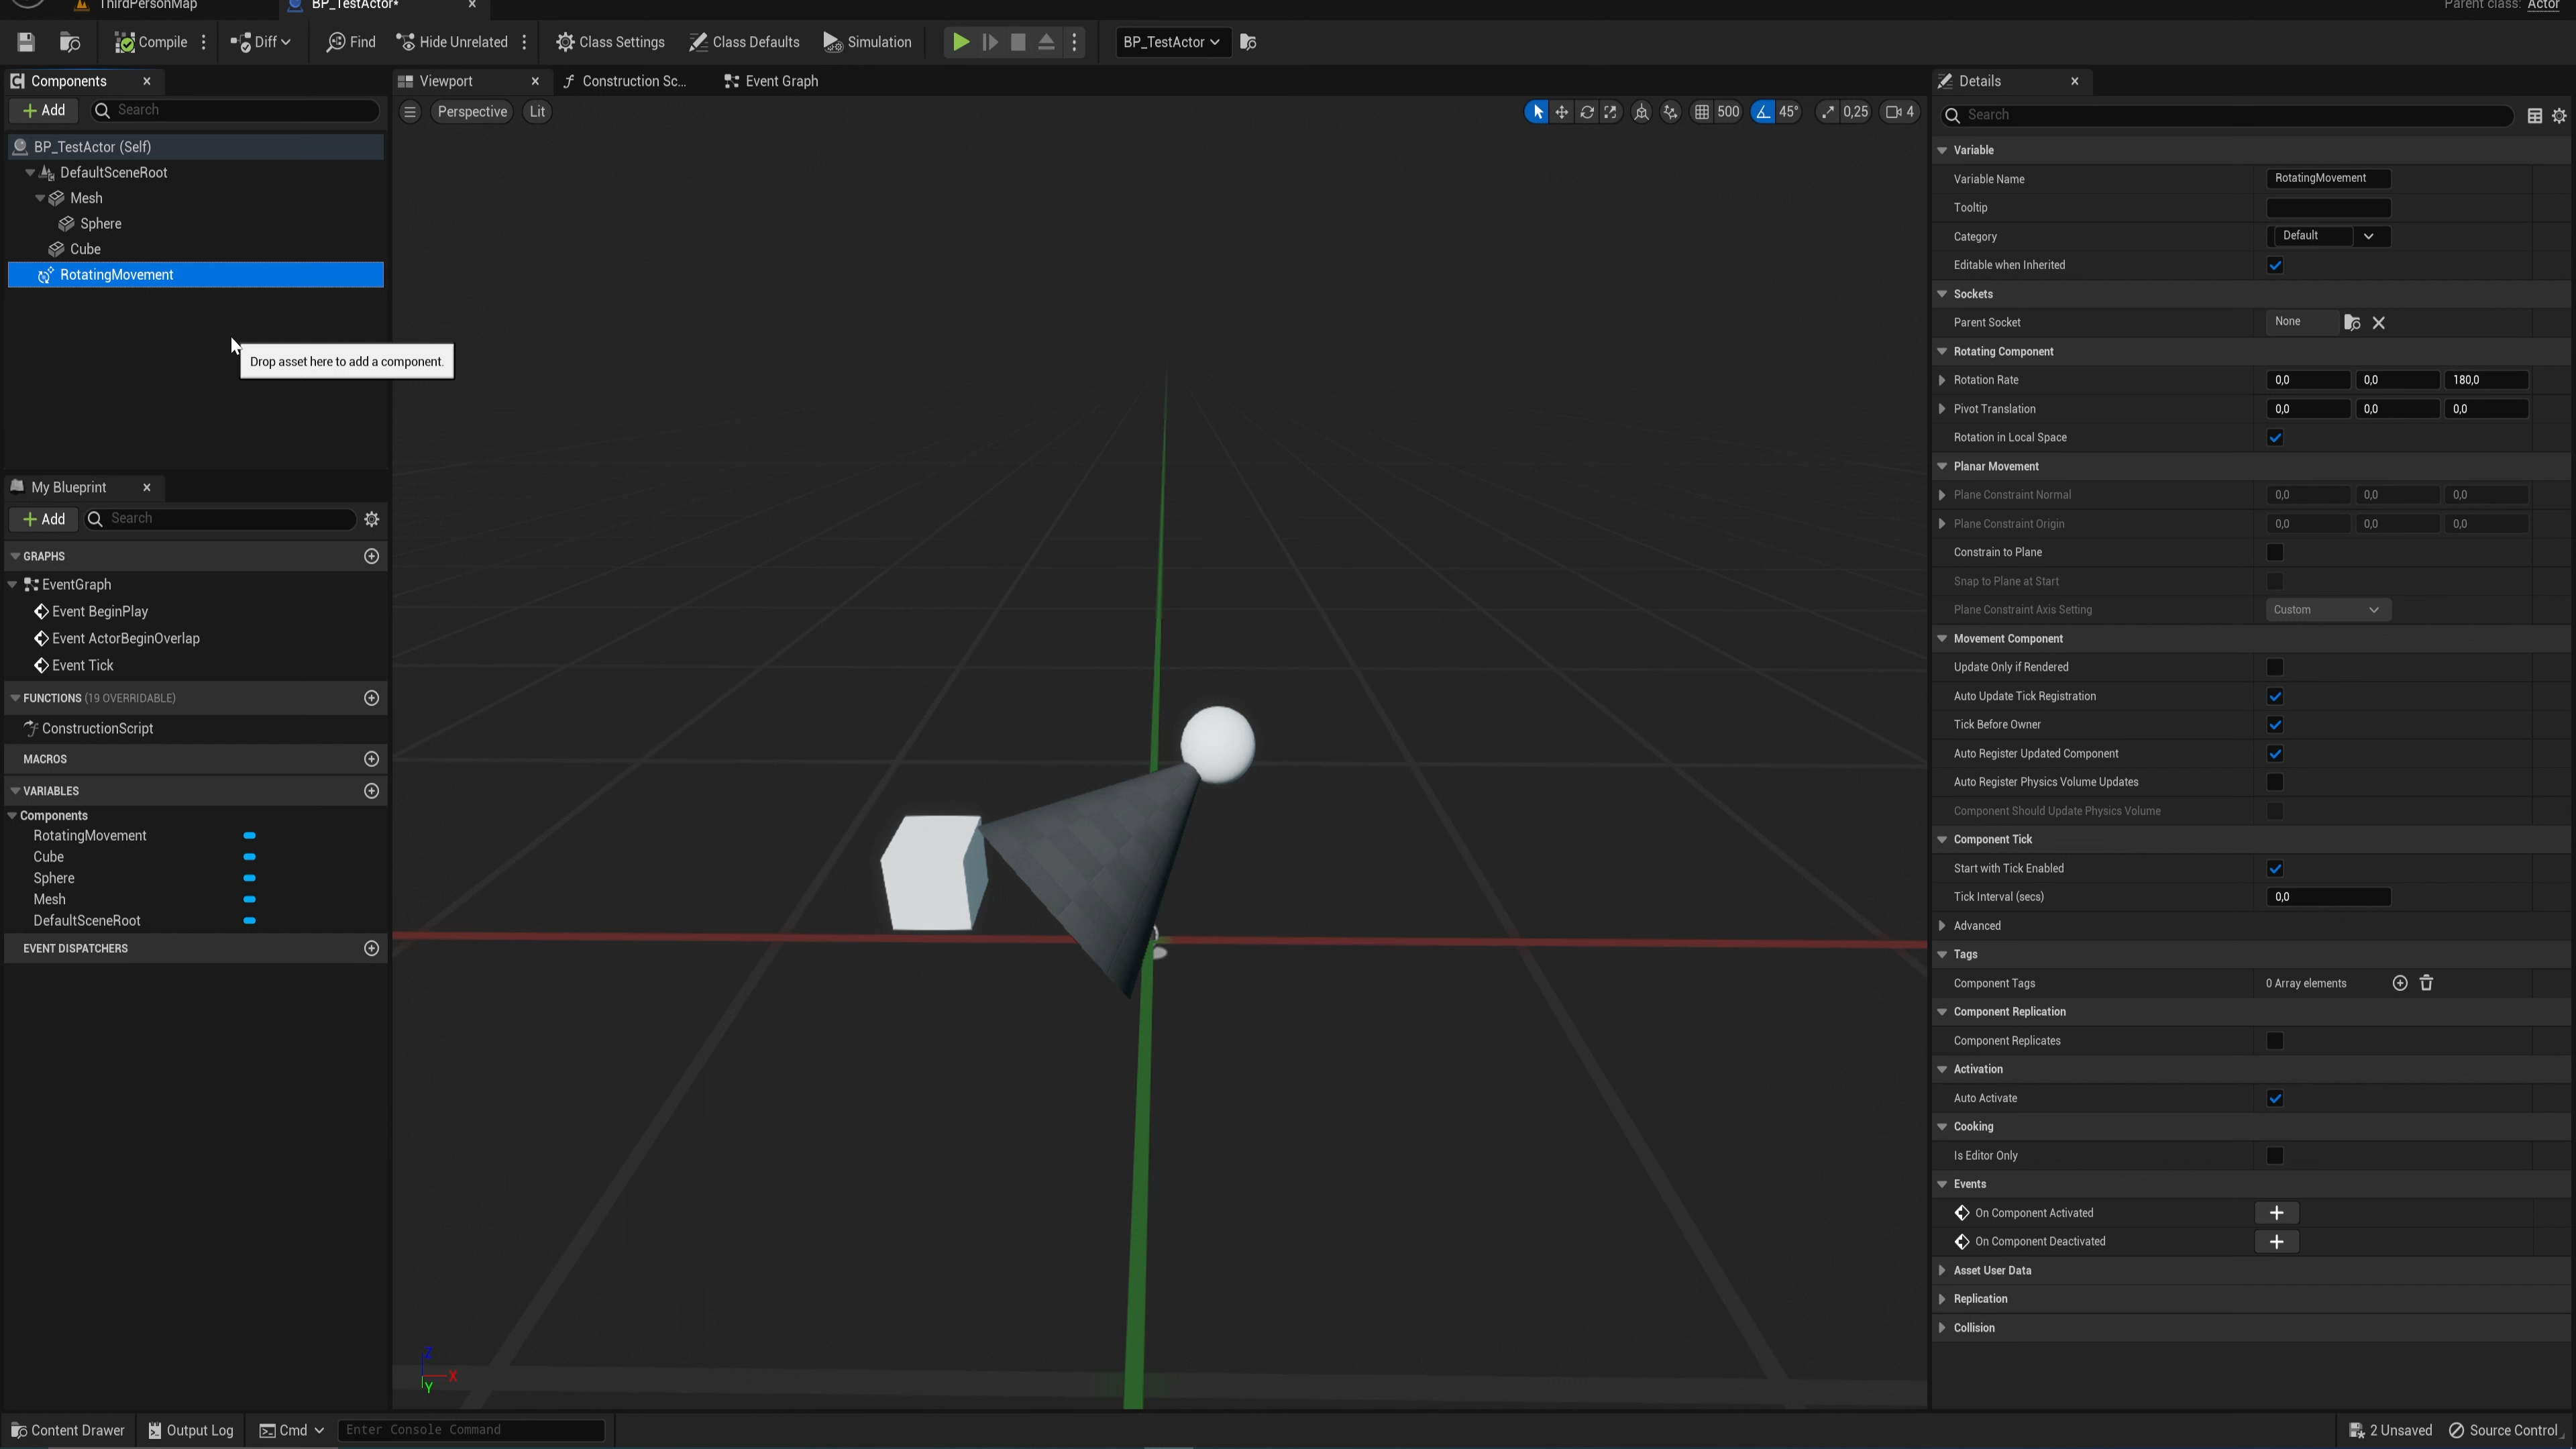 ThirdPersonMap
BP_TestActor*
Parent class: Actor
Compile
Diff
Find
Hide Unrelated
Class Settings
Class Defaults
Simulation
BP_TestActor
Components
Viewport
Construction Sc...
Event Graph
Details
Add
Search
Perspective
Lit
500
45°
0,25
4
Search
BP_TestActor (Self)
DefaultSceneRoot
Mesh
Sphere
Cube
RotatingMovement
Drop asset here to add a component.
My Blueprint
Add
Search
GRAPHS
EventGraph
Event BeginPlay
Event ActorBeginOverlap
Event Tick
FUNCTIONS (19 OVERRIDABLE)
ConstructionScript
MACROS
VARIABLES
Components
RotatingMovement
Cube
Sphere
Mesh
DefaultSceneRoot
EVENT DISPATCHERS
Z
X
Y
Variable
Variable Name RotatingMovement
Tooltip
Category Default
Editable when Inherited
Sockets
Parent Socket None
Rotating Component
Rotation Rate 0,0 0,0 180,0
Pivot Translation 0,0 0,0 0,0
Rotation in Local Space
Planar Movement
Plane Constraint Normal 0,0 0,0 0,0
Plane Constraint Origin 0,0 0,0 0,0
Constrain to Plane
Snap to Plane at Start
Plane Constraint Axis Setting Custom
Movement Component
Update Only if Rendered
Auto Update Tick Registration
Tick Before Owner
Auto Register Updated Component
Auto Register Physics Volume Updates
Component Should Update Physics Volume
Component Tick
Start with Tick Enabled
Tick Interval (secs) 0,0
Advanced
Tags
Component Tags 0 Array elements
Component Replication
Component Replicates
Activation
Auto Activate
Cooking
Is Editor Only
Events
On Component Activated
On Component Deactivated
Asset User Data
Replication
Collision
Content Drawer
Output Log
Cmd
Enter Console Command
2 Unsaved
Source Control